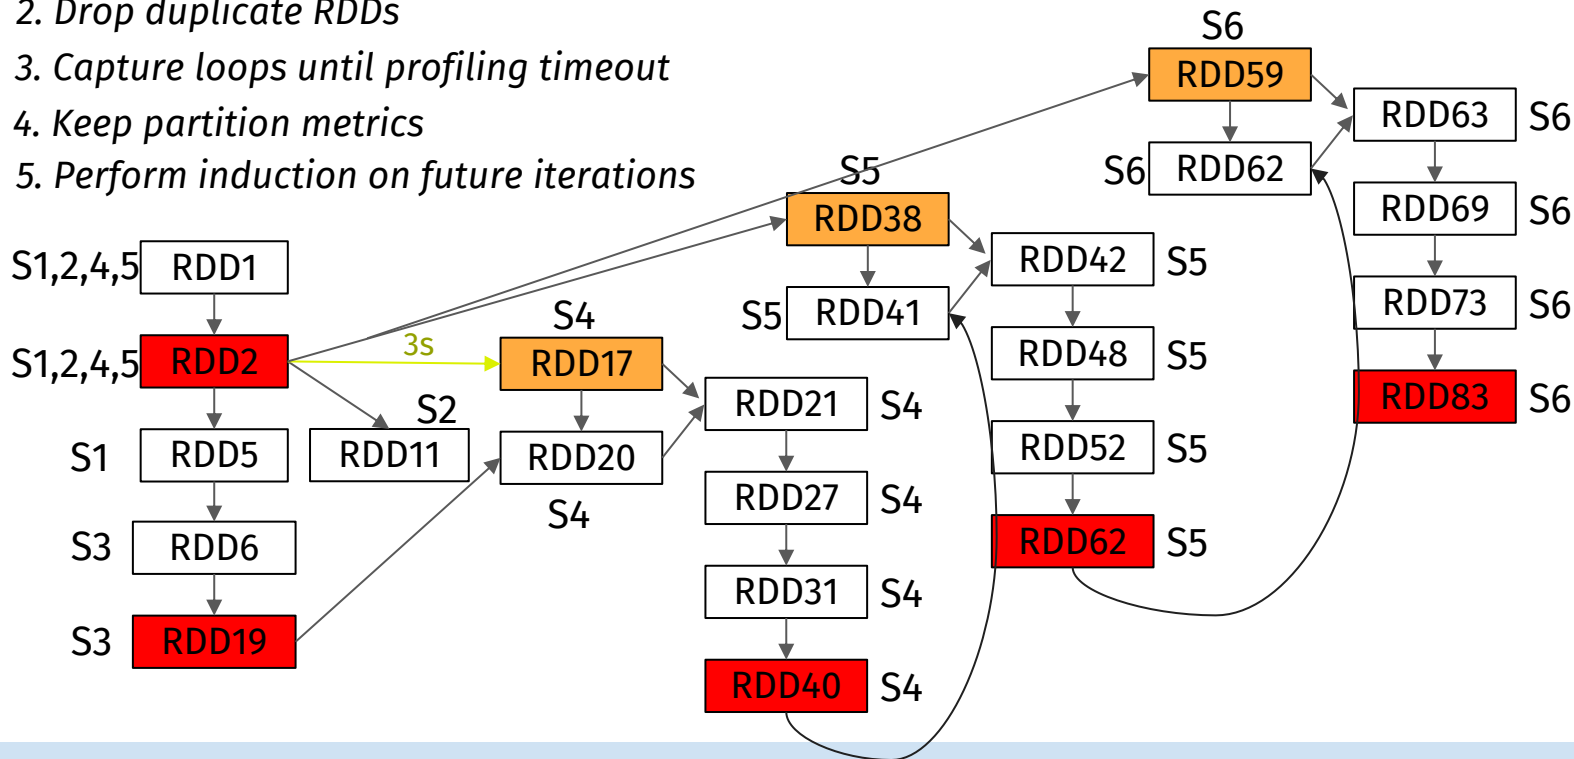 2. Drop duplicate RDDs
3. Capture loops until profiling timeout
4. Keep partition metrics
5. Perform induction on future iterations
S6
RDD59
RDD63 S6
S6 RDD62
S5
RDD69 S6
RDD38
S1,2,4,5 RDD1
RDD42 S5
S5 RDD41
RDD73 S6
S4
3s
S1,2,4,5 RDD2
RDD17
RDD48 S5
RDD83 S6
S2
RDD21 S4
S1 RDD5
RDD11
RDD20
RDD52 S5
S4
RDD27 S4
S3 RDD6
RDD62 S5
RDD31 S4
S3 RDD19
RDD40 S4